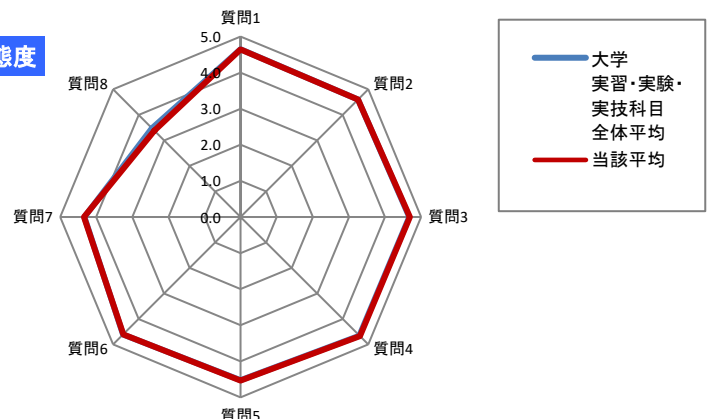 質問1
5.0
態度
4.0
質問8
質問2
3.0
2.0
1.0
質問7
0.0
質問3
質問6
質問4
質問5
大学
実習・実験・
実技科目
全体平均
当該平均